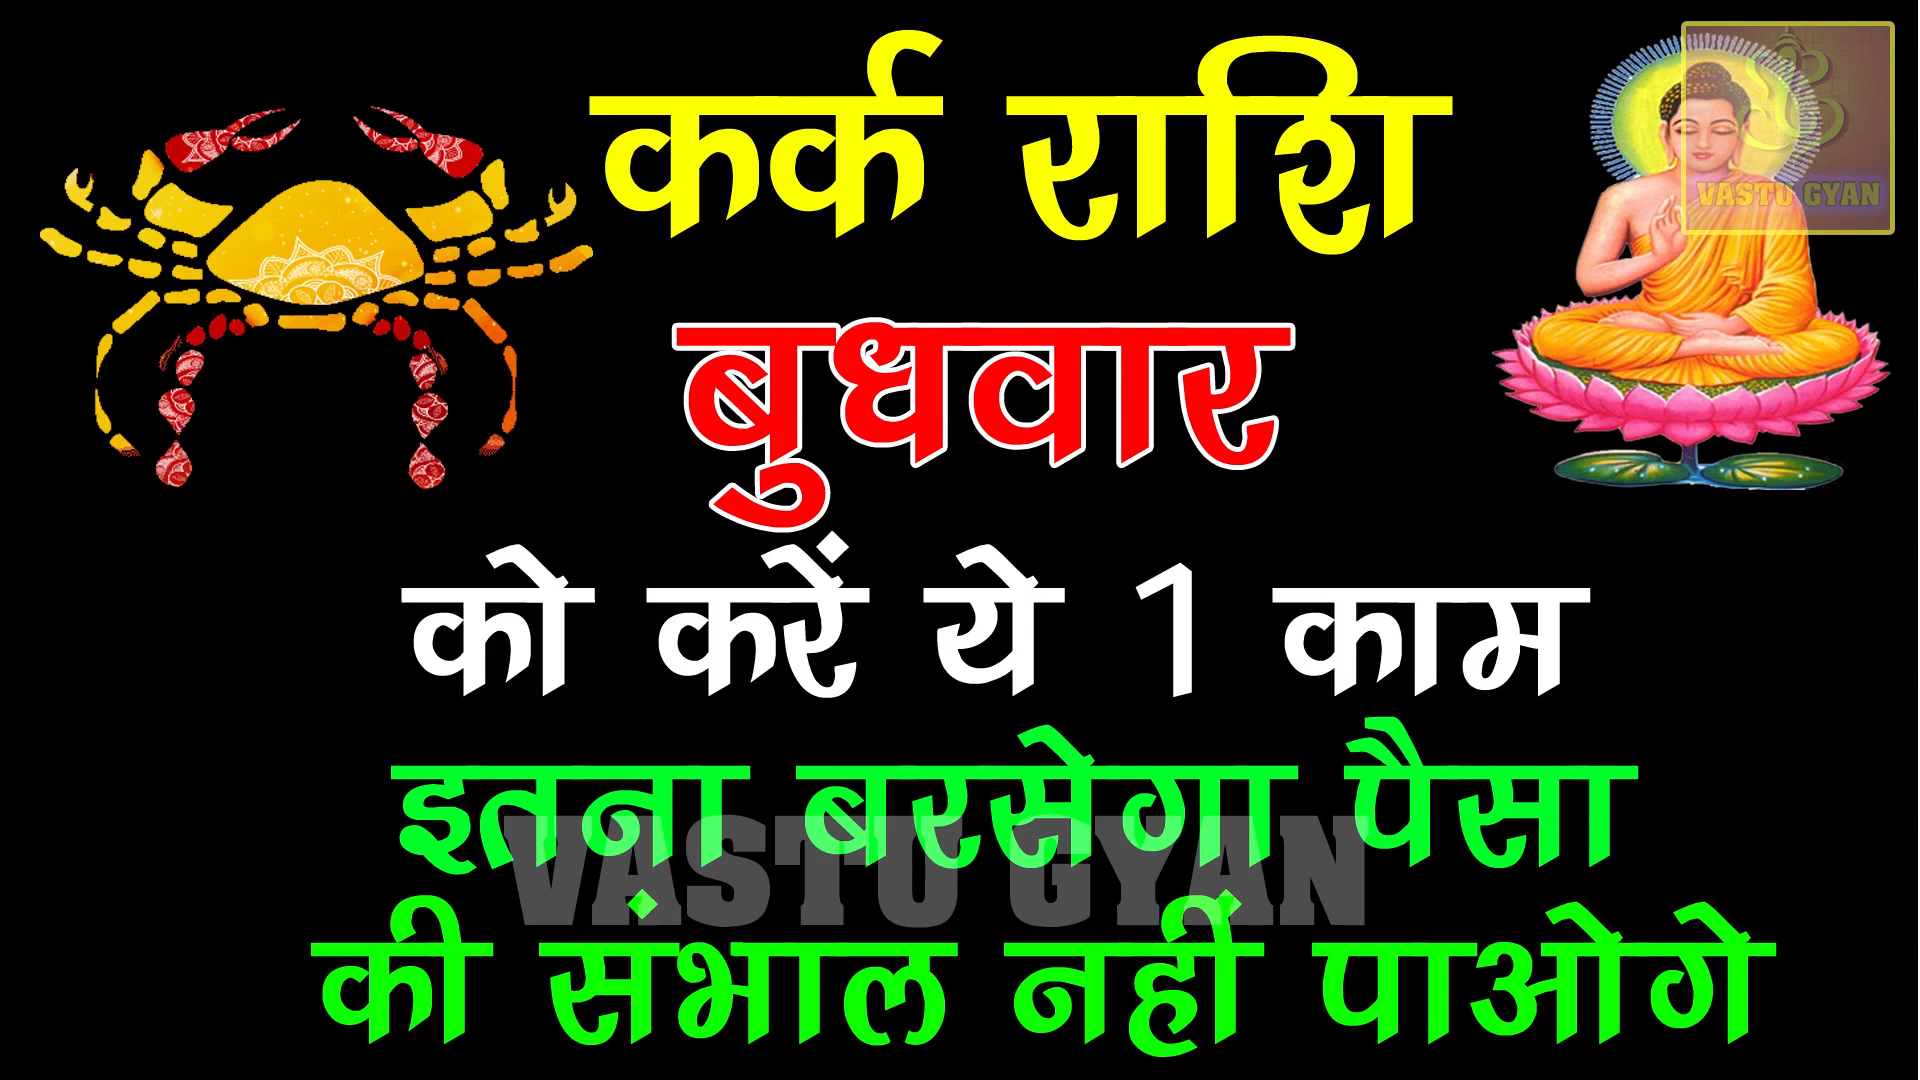 कर्क राशि
VASTU GYAN
बुधवार
को करें ये 1 काम
इतना बरसेगा पैसा
VASTU GYAN
की संभाल नहीं पाओगे